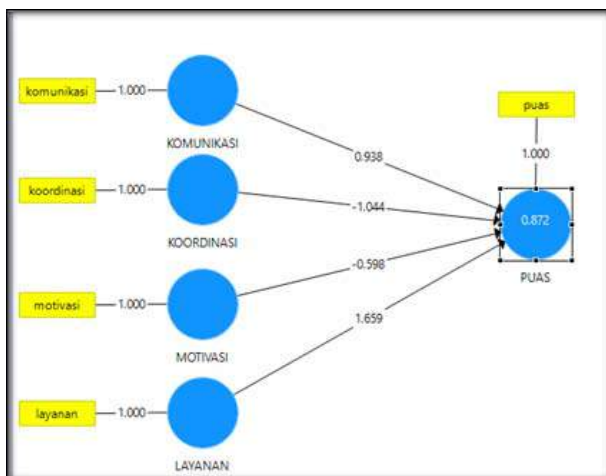 komunikasi
1.000
KOMUNIKASI
puas
1.000
0.938
koordinasi
1.000
KOORDINASI
-1.044
0.872
PUAS
-0.598
motivasi
1.000
MOTIVASI
1.659
layanan
1.000
LAYANAN